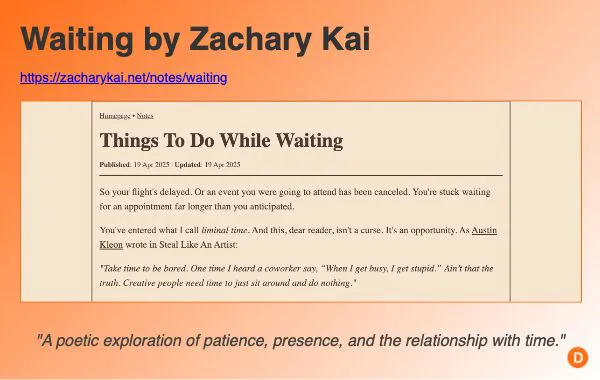 Waiting by Zachary Kai
https://zacharykai.net/notes/waiting
Homepage • Notes
Things To Do While Waiting
Published: 19 Apr 2025 | Updated: 19 Apr 2025
So your flight's delayed. Or an event you were going to attend has been canceled. You're stuck waiting
for an appointment far longer than you anticipated.
You've entered what I call liminal time. And this, dear reader, isn't a curse. It's an opportunity. As Austin
Kleon wrote in Steal Like An Artist:
"Take time to be bored. One time I heard a coworker say, “When I get busy, I get stupid.” Ain't that the
truth. Creative people need time to just sit around and do nothing."
"A poetic exploration of patience, presence, and the relationship with time."
D